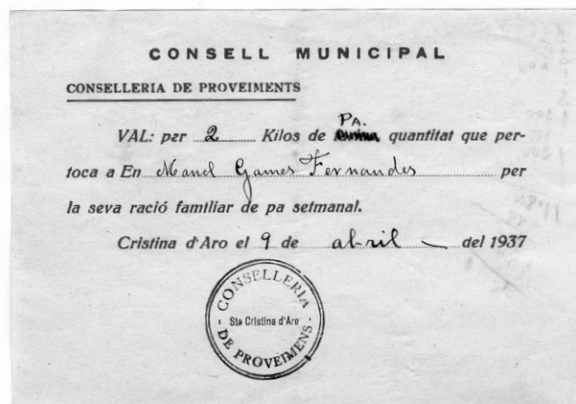 CONSELL MUNICIPAL
CONSELLERIA DE PROVEIMENTS
PA.
VAL: per 2 Kilos de quantitat que per-
toca a En Manel Games Fernandes per
la seva ració familiar de pa setmanal.
Cristina d'Aro el 9 de abril del 1937
CONSELLERIA
Sta Cristina d'Aro
DE PROVEIMENS